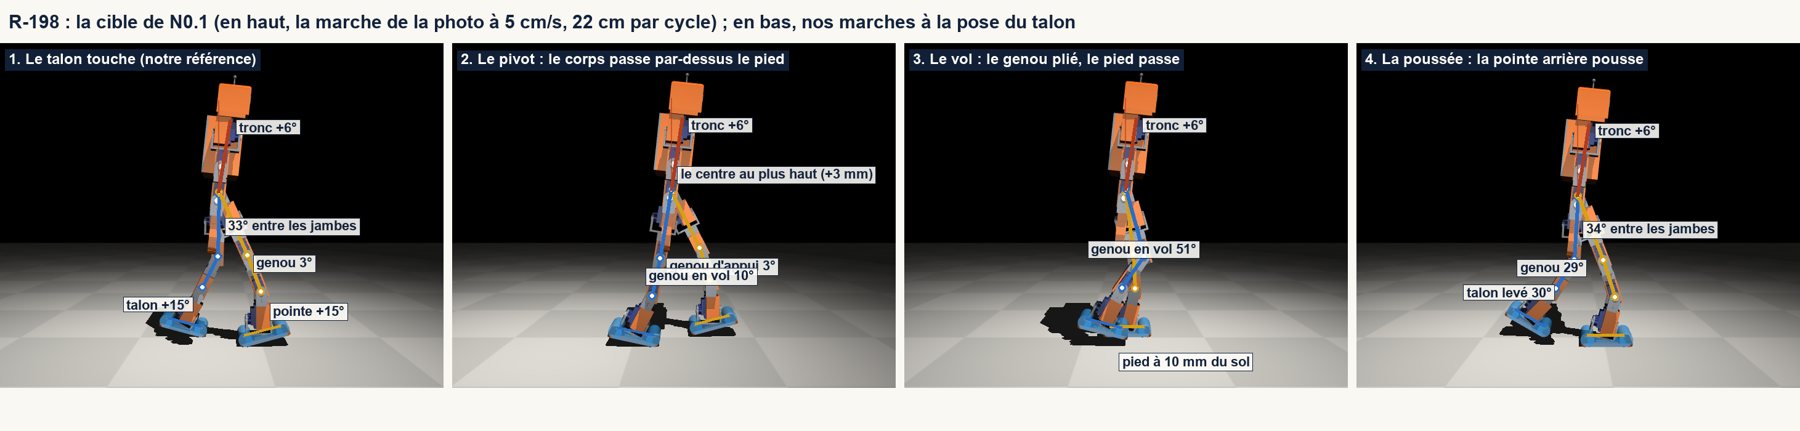 R-198 : la cible de N0.1 (en haut, la marche de la photo à 5 cm/s, 22 cm par cycle) ; en bas, nos marches à la pose du talon
1. Le talon touche (notre référence)
tronc +6°
33° entre les jambes
genou 3°
talon +15°
pointe +15°
2. Le pivot : le corps passe par-dessus le pied
tronc +6°
le centre au plus haut (+3 mm)
genou d'appui 3°
genou en vol 10°
3. Le vol : le genou plié, le pied passe
tronc +6°
genou en vol 51°
pied à 10 mm du sol
4. La poussée : la pointe arrière pousse
tronc +6°
34° entre les jambes
genou 29°
talon levé 30°